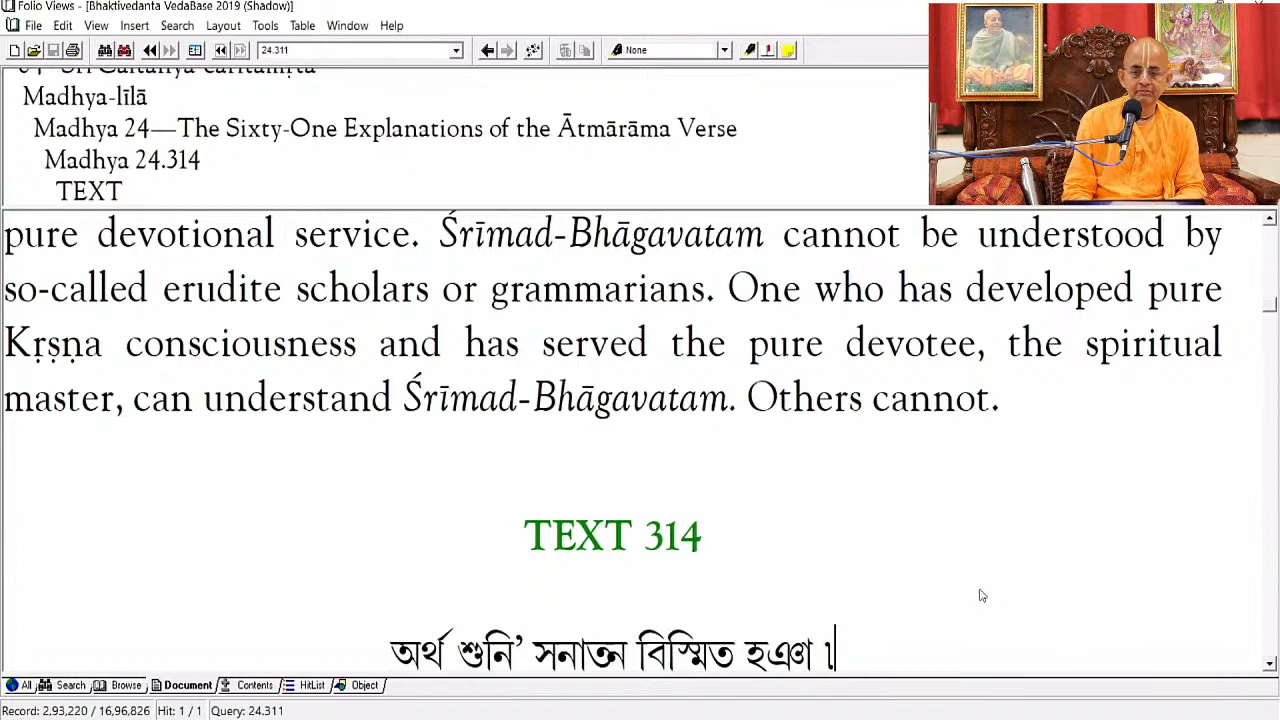 Folio Views - [Bhaktivedanta VedaBase 2019 (Shadow)]
File Edit View Insert Search Layout Tools Table Window Help
24.311 None
Madhya-līlā
Madhya 24—The Sixty-One Explanations of the Ātmārāma Verse
Madhya 24.314
TEXT
pure devotional service. Śrīmad-Bhāgavatam cannot be understood by
so-called erudite scholars or grammarians. One who has developed pure
Kṛṣṇa consciousness and has served the pure devotee, the spiritual
master, can understand Śrīmad-Bhāgavatam. Others cannot.
TEXT 314
অর্থ শুনি’ সনাতন বিস্মিত হঞা ।
All Search Browse Document Contents HitList Object
Record: 2,93,220 / 16,96,826 Hit: 1 / 1 Query: 24.311